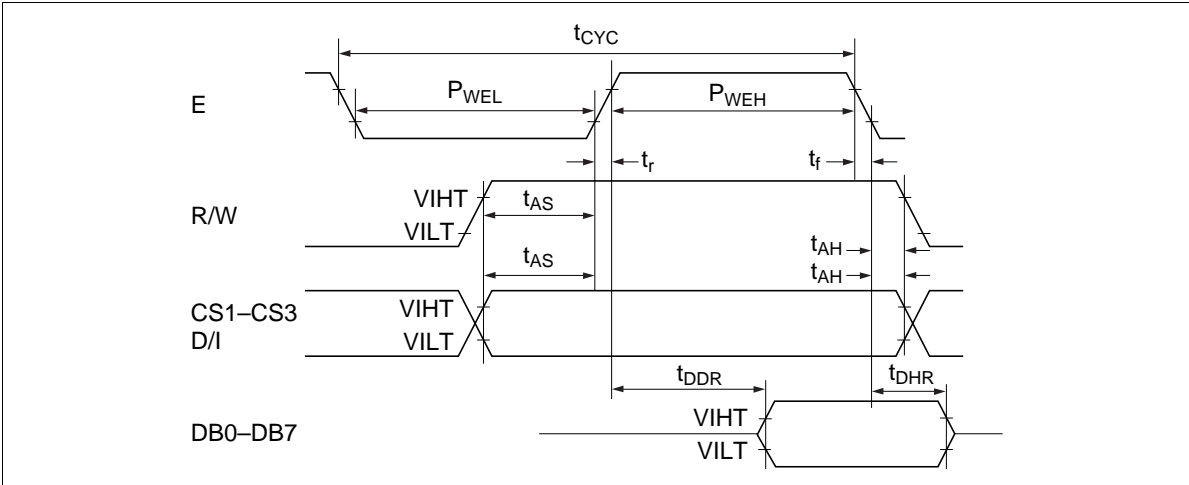 tCYC
E
PWEL
PWEH
tr
tf
R/W
VIHT
VILT
tAS
tAH
tAS
tAH
CS1–CS3
D/I
VIHT
VILT
tDDR
tDHR
DB0–DB7
VIHT
VILT